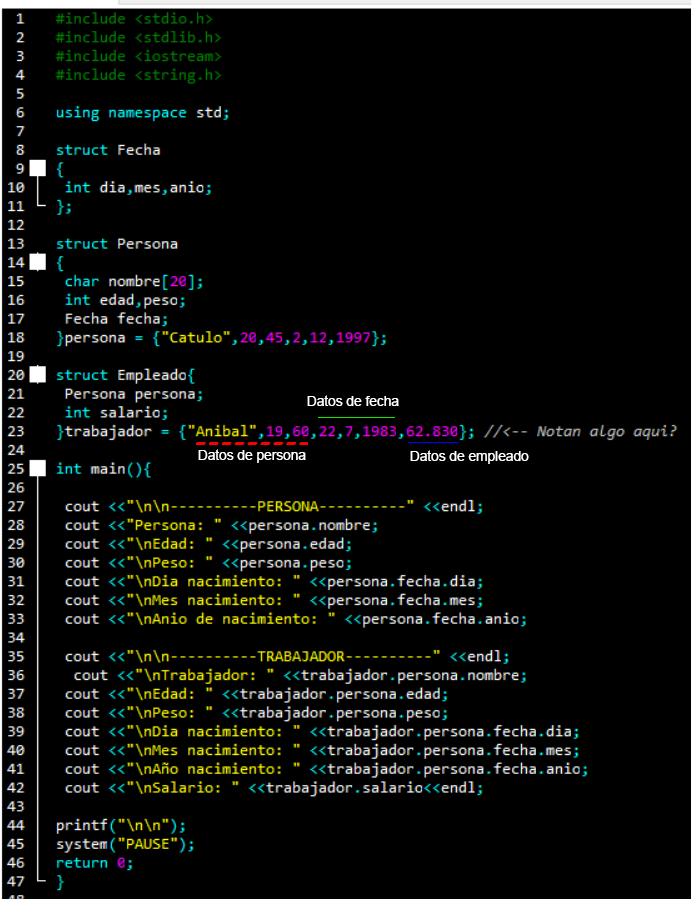 1 #include <stdio.h>
2 #include <stdlib.h>
3 #include <iostream>
4 #include <string.h>
5
6 using namespace std;
7
8 struct Fecha
9 {
10 int dia,mes,anio;
11 };
12
13 struct Persona
14 {
15 char nombre[20];
16 int edad,peso;
17 Fecha fecha;
18 }persona = {"Catulo",20,45,2,12,1997};
19
20 struct Empleado{
21 Persona persona;
Datos de fecha
22 int salario;
23 }trabajador = {"Anibal",19,60,22,7,1983,62.830}; //<-- Notan algo aqui?
Datos de persona Datos de empleado
24
25 int main(){
26
27 cout <<"\n\n----------PERSONA----------" <<endl;
28 cout <<"Persona: " <<persona.nombre;
29 cout <<"\nEdad: " <<persona.edad;
30 cout <<"\nPeso: " <<persona.peso;
31 cout <<"\nDia nacimiento: " <<persona.fecha.dia;
32 cout <<"\nMes nacimiento: " <<persona.fecha.mes;
33 cout <<"\nAnio de nacimiento: " <<persona.fecha.anio;
34
35 cout <<"\n\n----------TRABAJADOR----------" <<endl;
36 cout <<"\nTrabajador: " <<trabajador.persona.nombre;
37 cout <<"\nEdad: " <<trabajador.persona.edad;
38 cout <<"\nPeso: " <<trabajador.persona.peso;
39 cout <<"\nDia nacimiento: " <<trabajador.persona.fecha.dia;
40 cout <<"\nMes nacimiento: " <<trabajador.persona.fecha.mes;
41 cout <<"\nAño nacimiento: " <<trabajador.persona.fecha.anio;
42 cout <<"\nSalario: " <<trabajador.salario<<endl;
43
44 printf("\n\n");
45 system("PAUSE");
46 return 0;
47 }